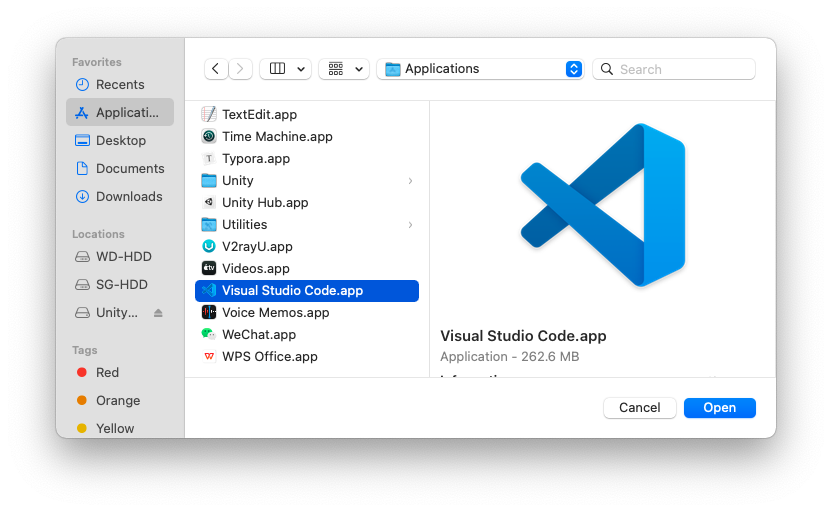 Favorites
Recents
Applicati...
Desktop
Documents
Downloads
Locations
WD-HDD
SG-HDD
Unity...
Tags
Red
Orange
Yellow
Applications
Search
TextEdit.app
Time Machine.app
Typora.app
Unity
Unity Hub.app
Utilities
V2rayU.app
Videos.app
Visual Studio Code.app
Voice Memos.app
WeChat.app
WPS Office.app
Visual Studio Code.app
Application - 262.6 MB
Cancel
Open